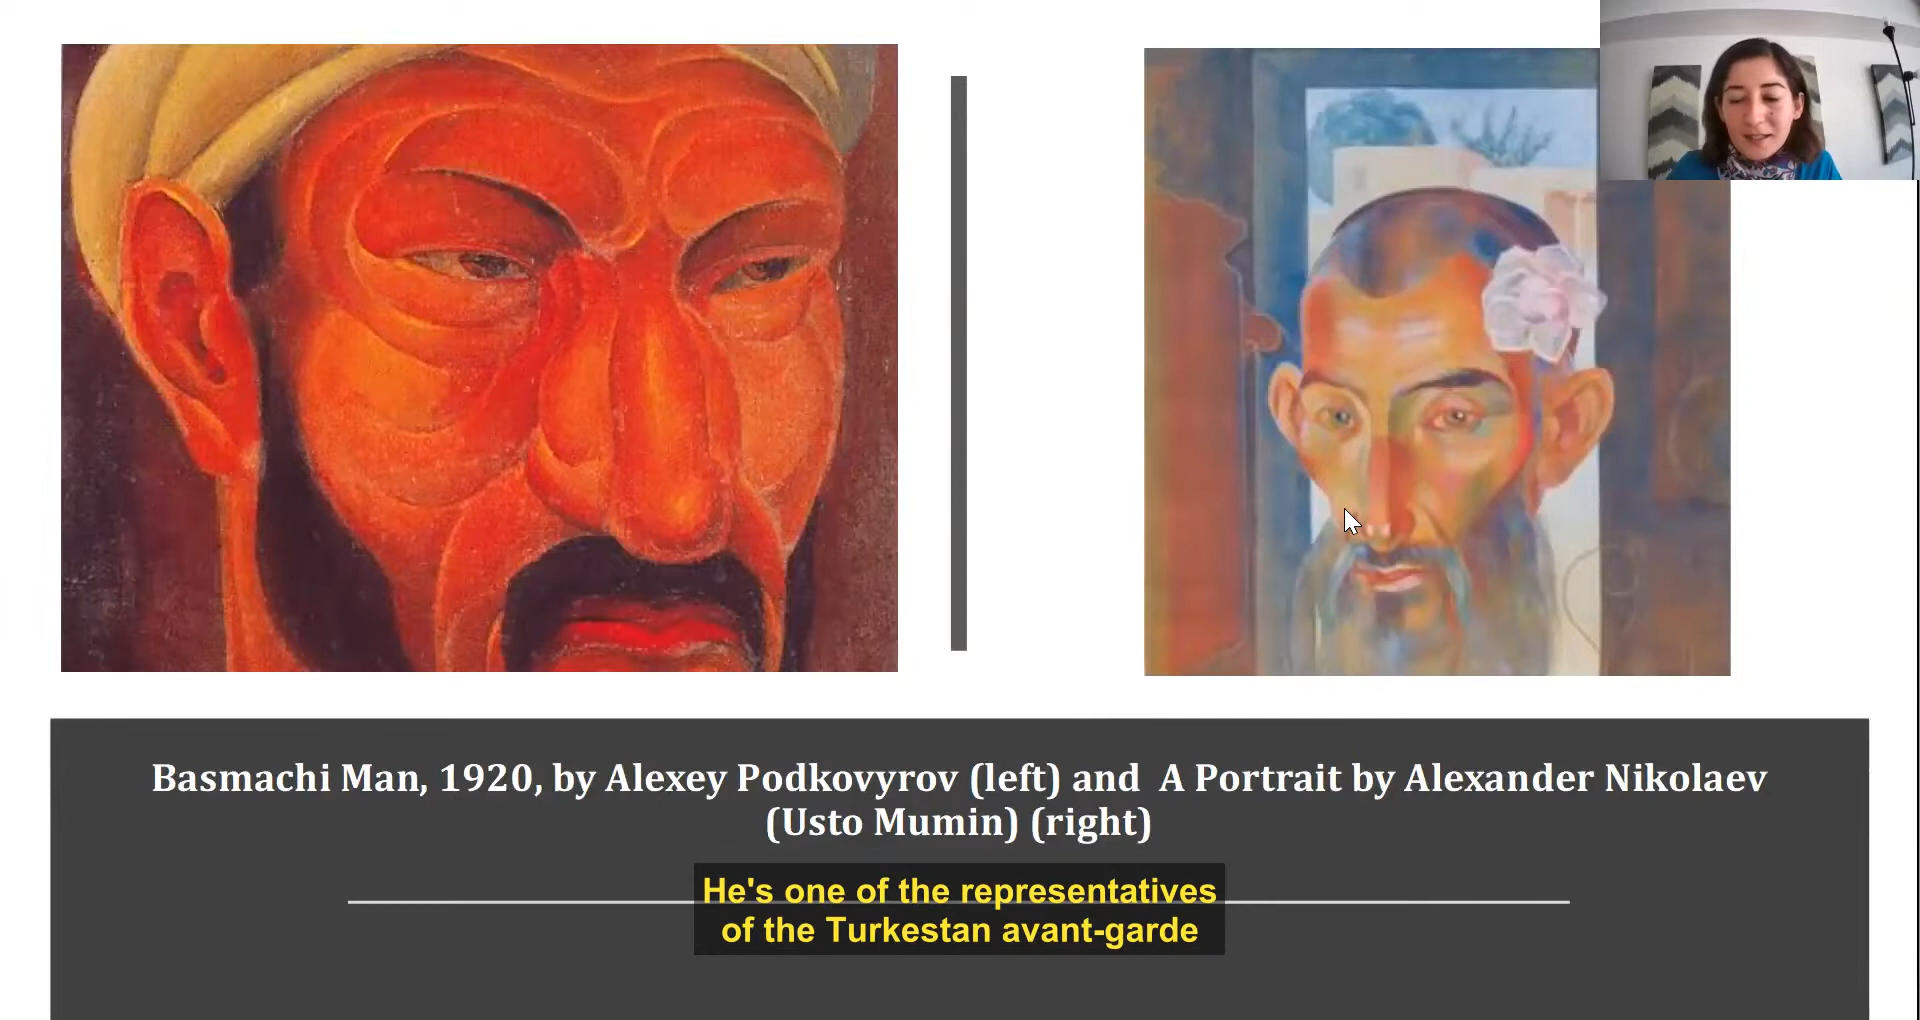 Basmachi Man, 1920, by Alexey Podkovyrov (left) and A Portrait by Alexander Nikolaev
(Usto Mumin) (right)
He's one of the representatives
of the Turkestan avant-garde